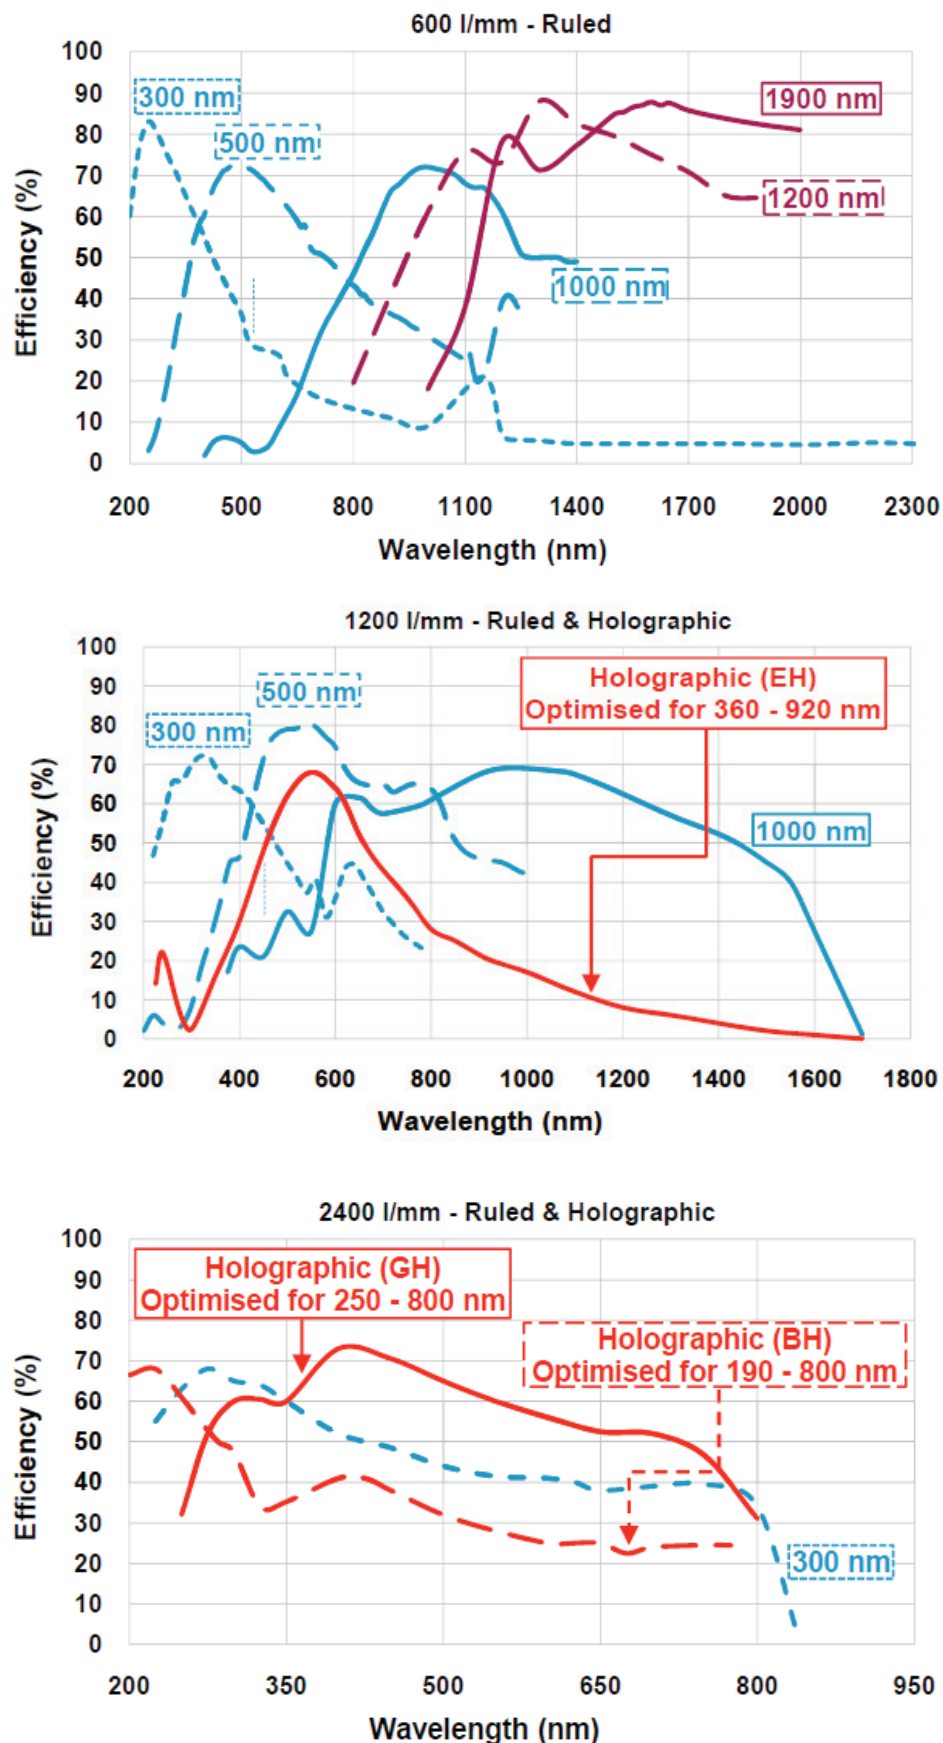 600 l/mm - Ruled
Efficiency (%)
100
90
80
70
60
50
40
30
20
10
0
300 nm
500 nm
1900 nm
1200 nm
1000 nm
200 500 800 1100 1400 1700 2000 2300
Wavelength (nm)
1200 l/mm - Ruled & Holographic
Efficiency (%)
100
90
80
70
60
50
40
30
20
10
0
300 nm
500 nm
Holographic (EH)
Optimised for 360 - 920 nm
1000 nm
200 400 600 800 1000 1200 1400 1600 1800
Wavelength (nm)
2400 l/mm - Ruled & Holographic
Efficiency (%)
100
90
80
70
60
50
40
30
20
10
0
Holographic (GH)
Optimised for 250 - 800 nm
Holographic (BH)
Optimised for 190 - 800 nm
300 nm
200 350 500 650 800 950
Wavelength (nm)